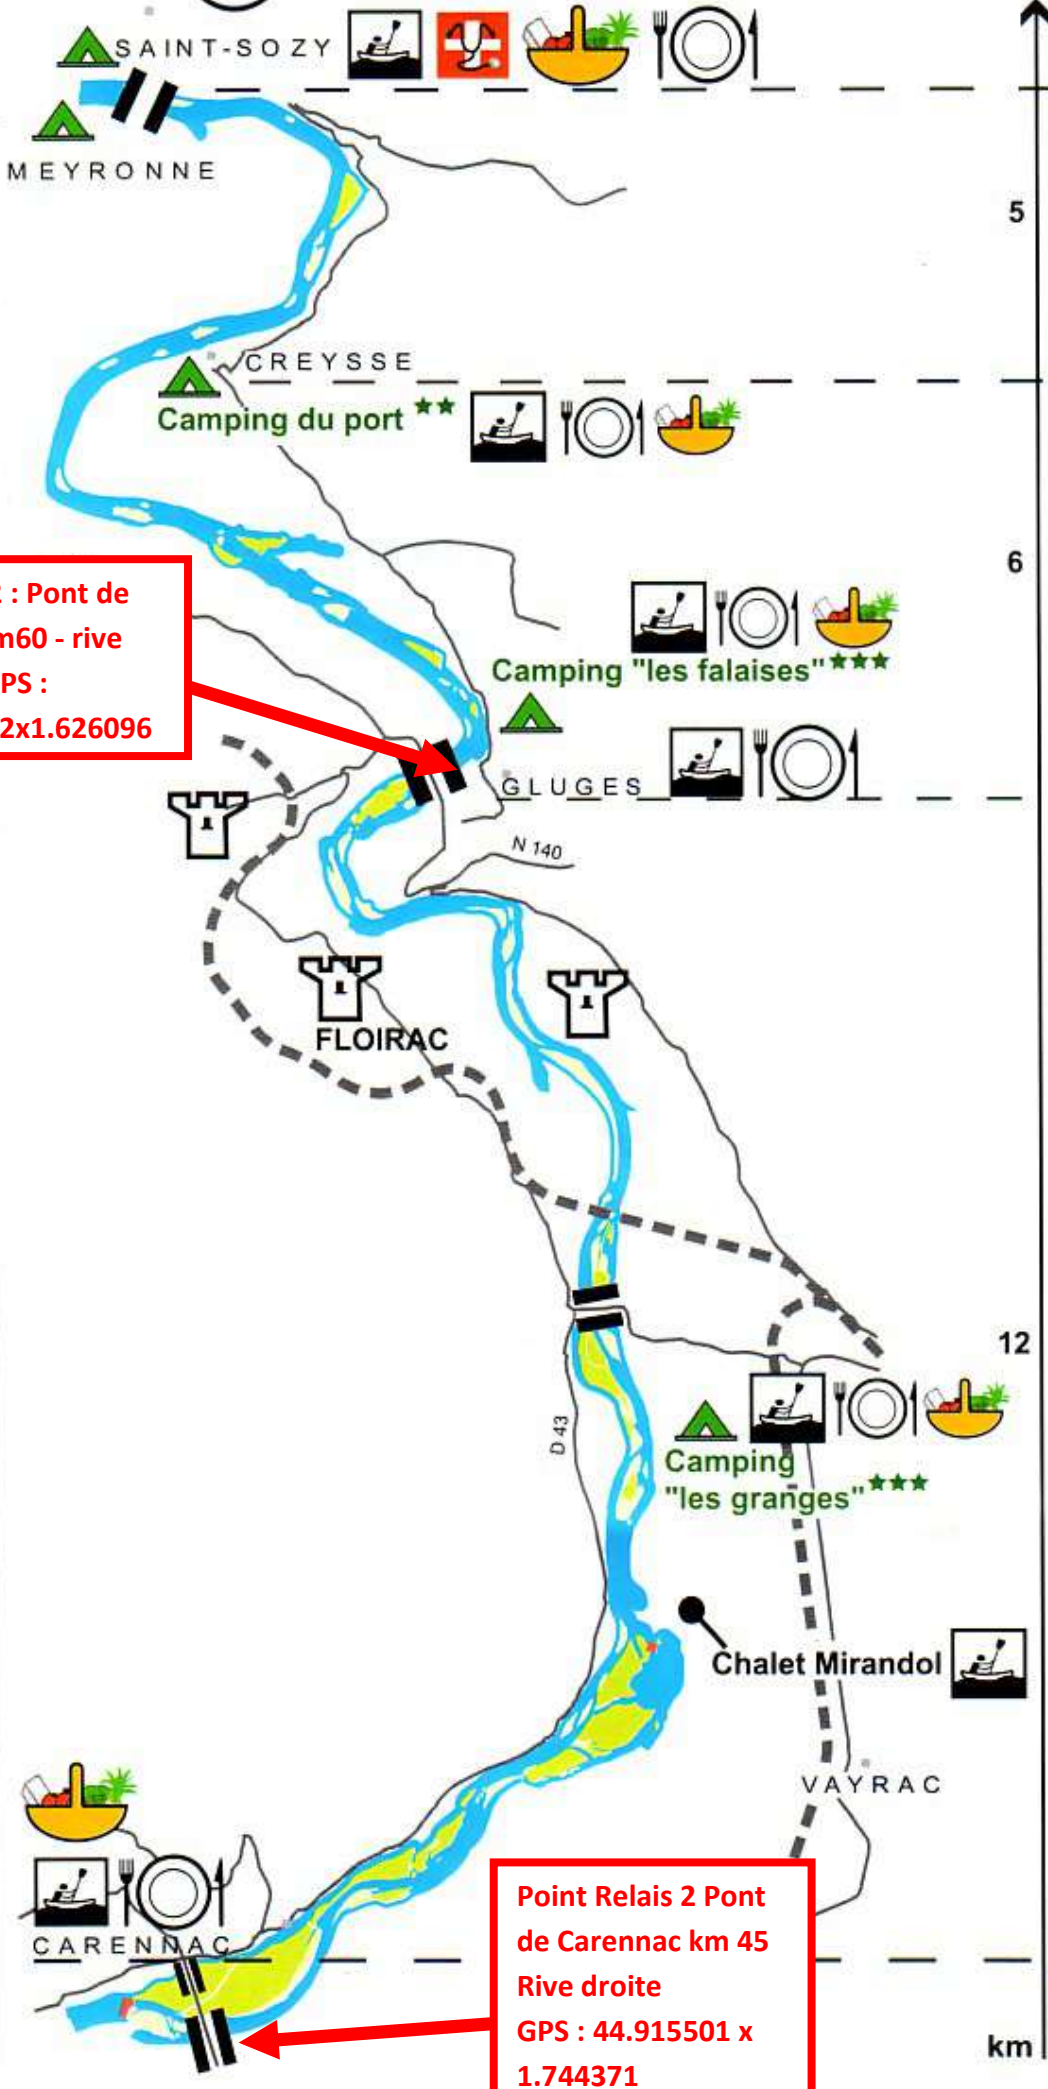 SAINT-SOZY
MEYRONNE
5
CREYSSE
Camping du port **
6
: Pont de
m60 - rive
PS :
2x1.626096
Camping "les falaises" ***
GLUGES
N 140
FLOIRAC
12
D 43
Camping
"les granges" ***
Chalet Mirandol
VAYRAC
CARENNAC
Point Relais 2 Pont
de Carennac km 45
Rive droite
GPS : 44.915501 x
1.744371
km